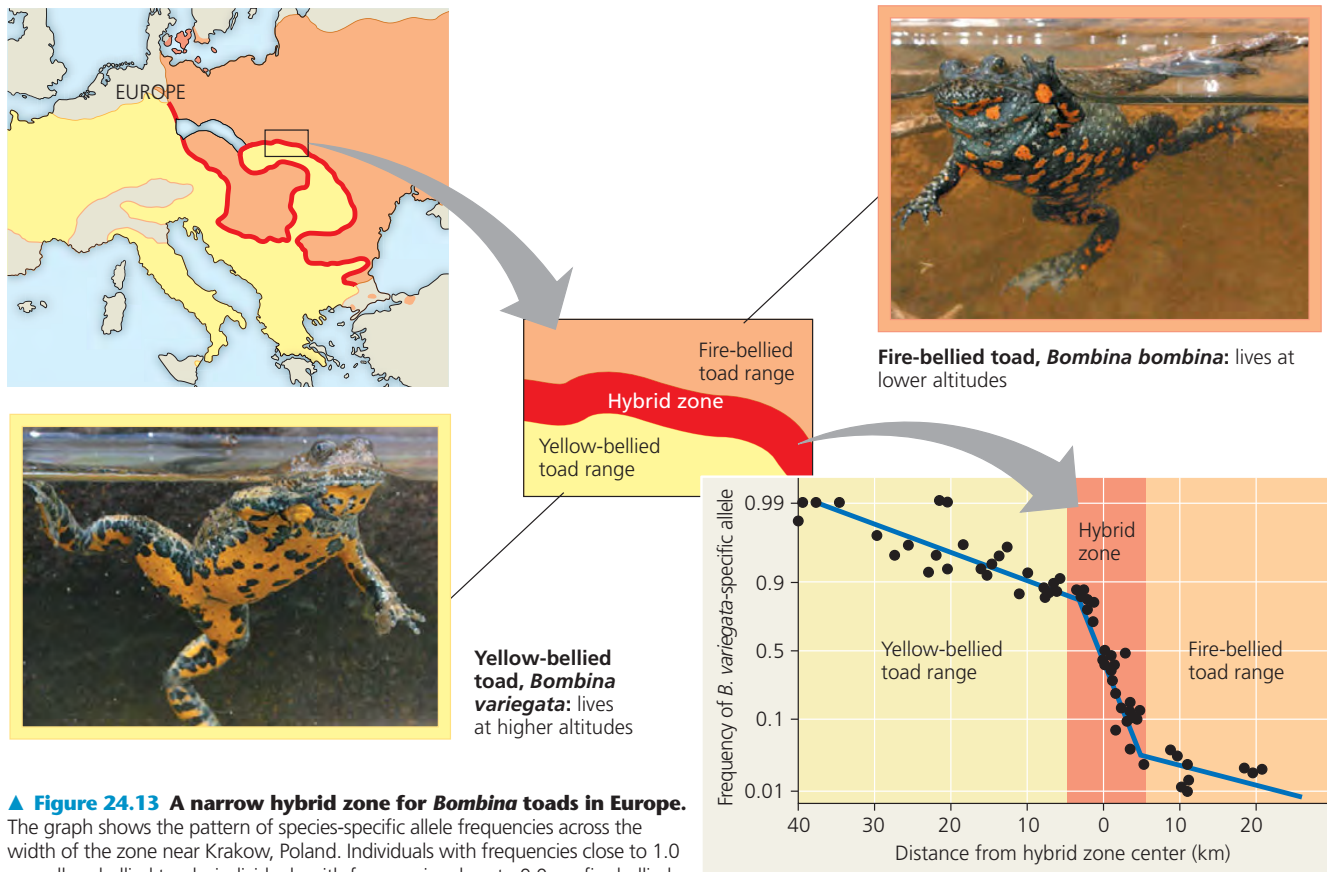 EUROPE
Fire-bellied
toad range
Hybrid zone
Yellow-bellied
toad range
Fire-bellied toad, Bombina bombina: lives at
lower altitudes
Yellow-bellied
toad, Bombina
variegata: lives
at higher altitudes
Frequency of B. variegata-specific allele
0.99
0.9
0.5
0.1
0.01
Hybrid
zone
Yellow-bellied
toad range
Fire-bellied
toad range
40 30 20 10 0 10 20
Distance from hybrid zone center (km)
▲ Figure 24.13 A narrow hybrid zone for Bombina toads in Europe.
The graph shows the pattern of species-specific allele frequencies across the
width of the zone near Krakow, Poland. Individuals with frequencies close to 1.0